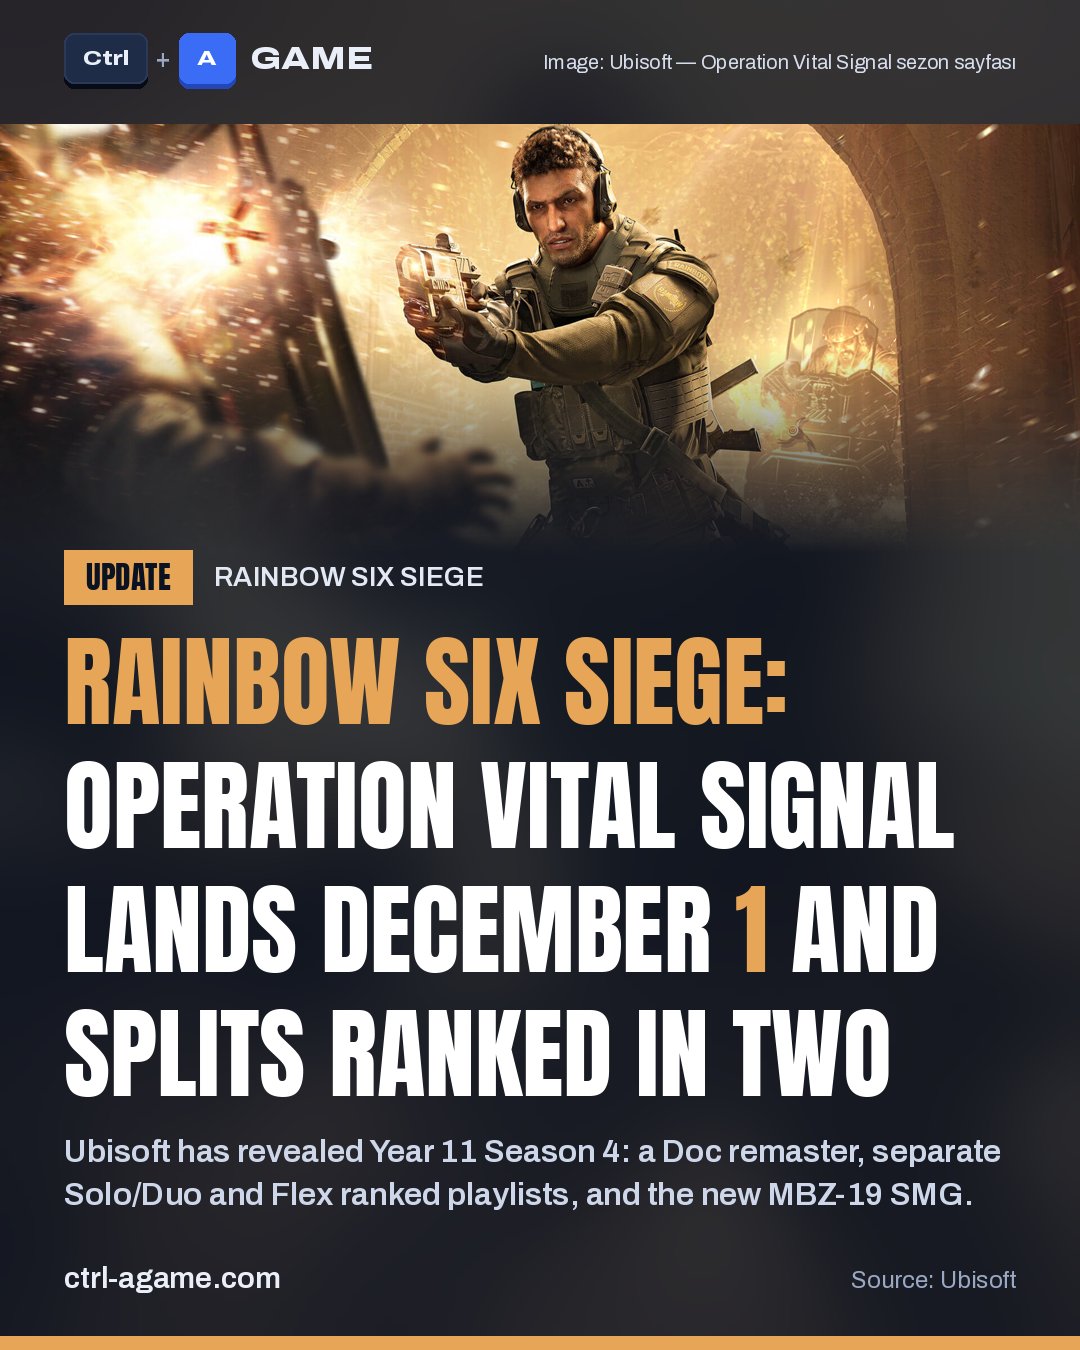 Ctrl + A GAME
Image: Ubisoft — Operation Vital Signal sezon sayfası
UPDATE RAINBOW SIX SIEGE
RAINBOW SIX SIEGE:
OPERATION VITAL SIGNAL
LANDS DECEMBER 1 AND
SPLITS RANKED IN TWO
Ubisoft has revealed Year 11 Season 4: a Doc remaster, separate
Solo/Duo and Flex ranked playlists, and the new MBZ-19 SMG.
ctrl-agame.com
Source: Ubisoft